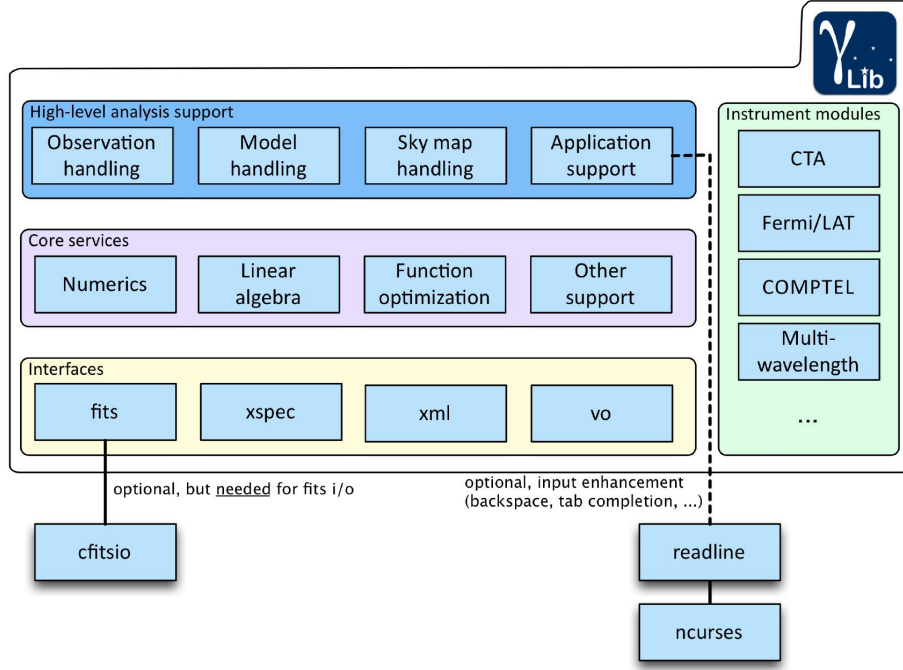 γ
Lib
High-level analysis support
Observation
handling
Model
handling
Sky map
handling
Application
support
Core services
Numerics
Linear
algebra
Function
optimization
Other
support
Interfaces
fits
xspec
xml
vo
Instrument modules
CTA
Fermi/LAT
COMPTEL
Multi-
wavelength
...
optional, but needed for fits i/o
optional, input enhancement
(backspace, tab completion, ...)
cfitsio
readline
ncurses